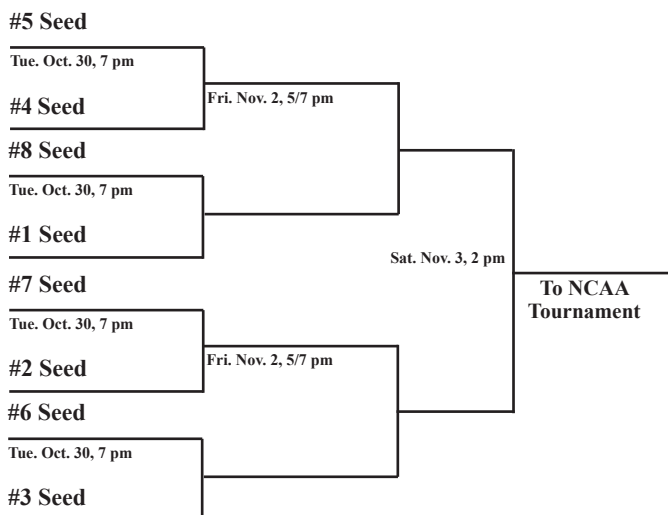 #5 Seed
Tue. Oct. 30, 7 pm
#4 Seed
Fri. Nov. 2, 5/7 pm
#8 Seed
Tue. Oct. 30, 7 pm
#1 Seed
Sat. Nov. 3, 2 pm
To NCAA
Tournament
#7 Seed
Tue. Oct. 30, 7 pm
#2 Seed
Fri. Nov. 2, 5/7 pm
#6 Seed
Tue. Oct. 30, 7 pm
#3 Seed